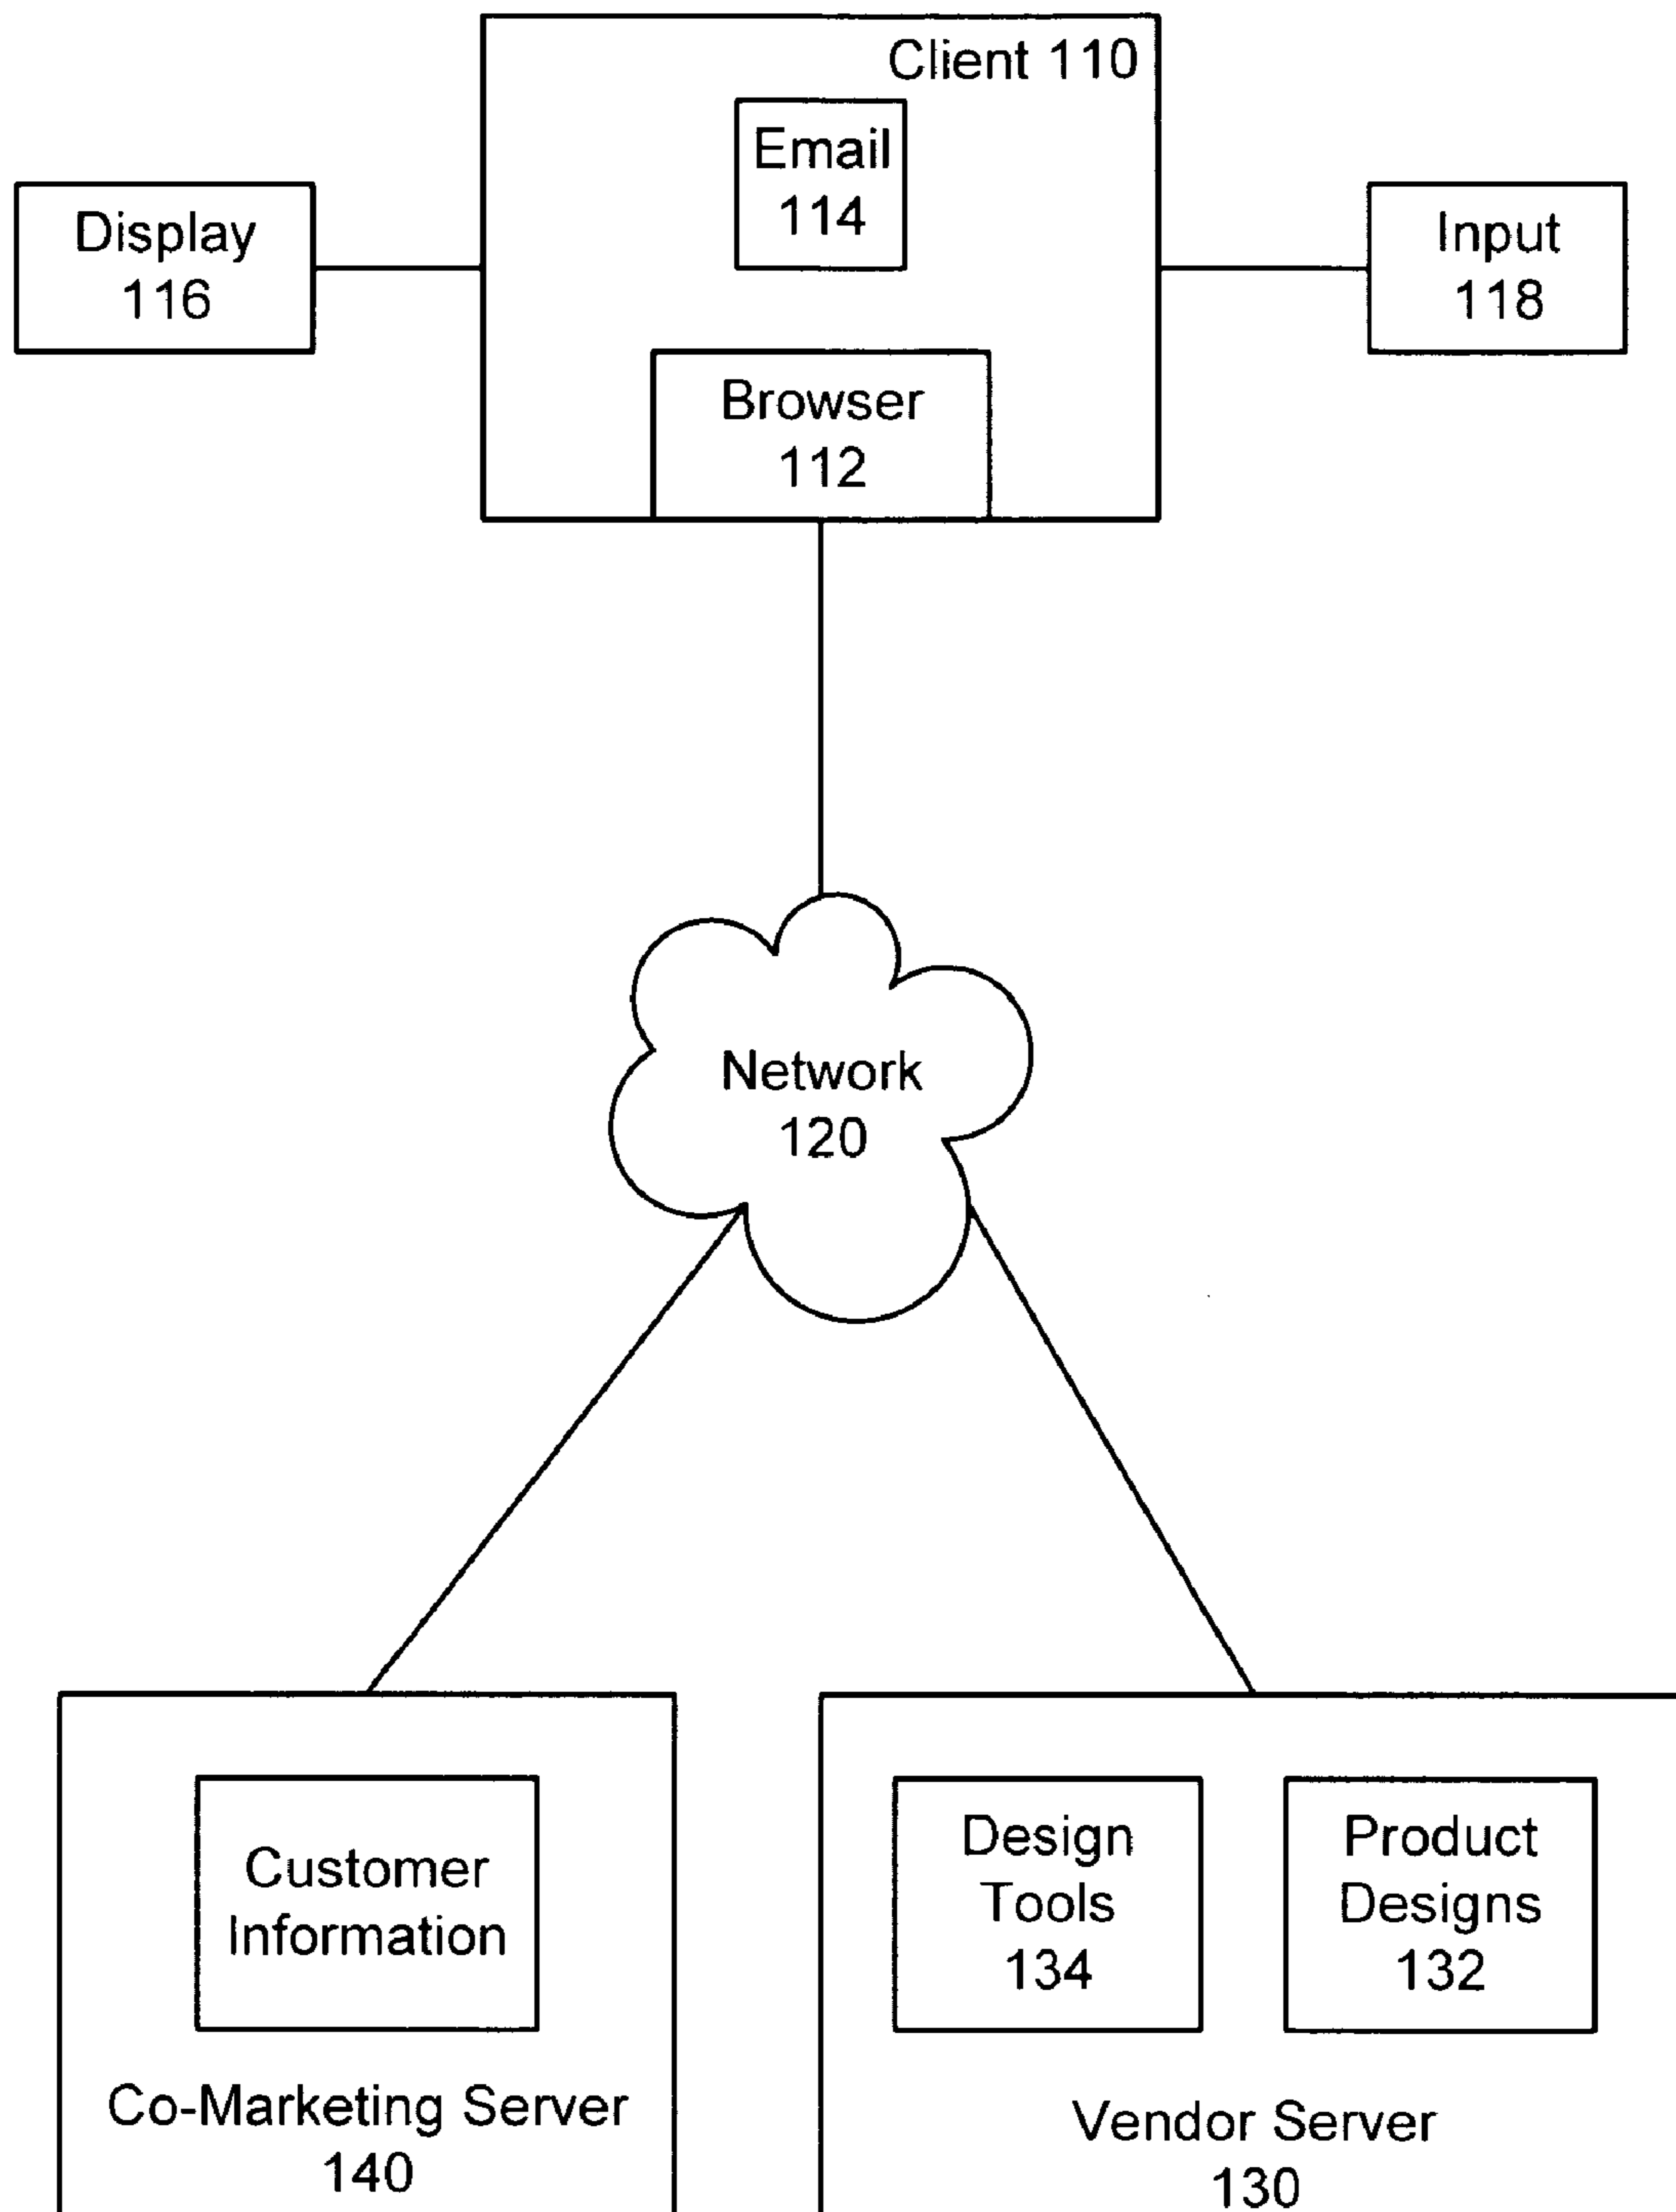 Client 110
Email
114
Display
116
Input
118
Browser
112
Network
120
Customer
Information
Co-Marketing Server
140
Design
Tools
134
Product
Designs
132
Vendor Server
130